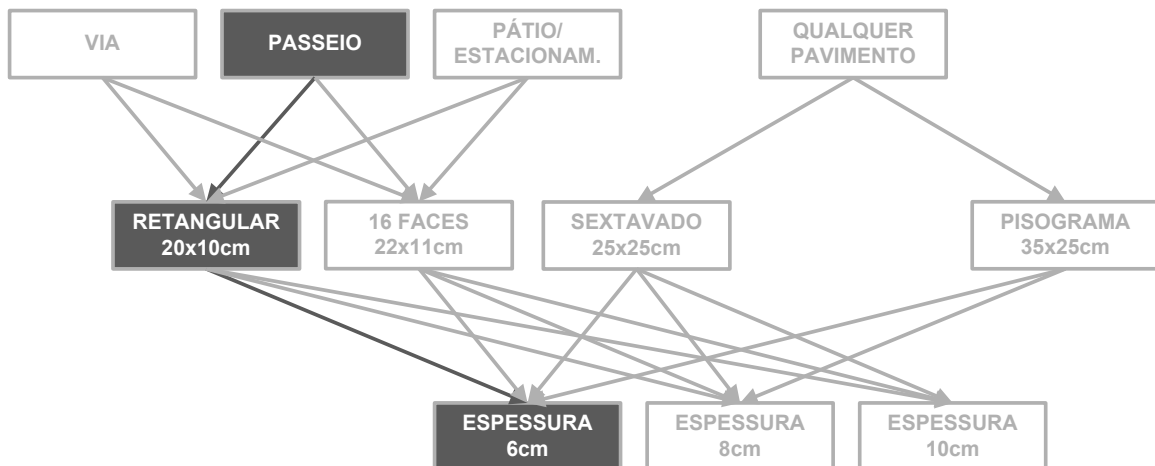 VIA
PASSEIO
PÁTIO/
ESTACIONAM.
QUALQUER
PAVIMENTO
RETANGULAR
20x10cm
16 FACES
22x11cm
SEXTAVADO
25x25cm
PISOGRAMA
35x25cm
ESPESSURA
6cm
ESPESSURA
8cm
ESPESSURA
10cm